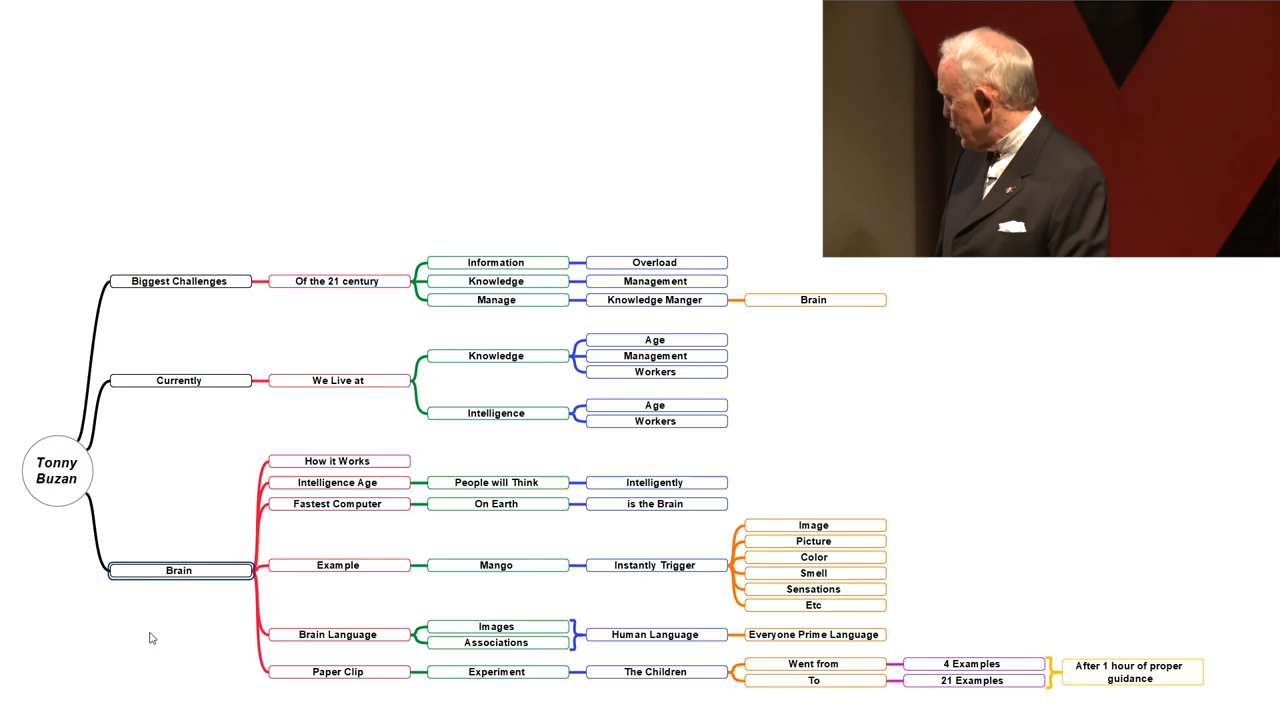 Tonny
Buzan
Biggest Challenges
Of the 21 century
Information
Overload
Knowledge
Management
Manage
Knowledge Manger
Brain
Currently
We Live at
Knowledge
Age
Management
Workers
Intelligence
Age
Workers
Brain
How it Works
Intelligence Age
People will Think
Intelligently
Fastest Computer
On Earth
is the Brain
Example
Mango
Instantly Trigger
Image
Picture
Color
Smell
Sensations
Etc
Brain Language
Images
Associations
Human Language
Everyone Prime Language
Paper Clip
Experiment
The Children
Went from
4 Examples
To
21 Examples
After 1 hour of proper
guidance